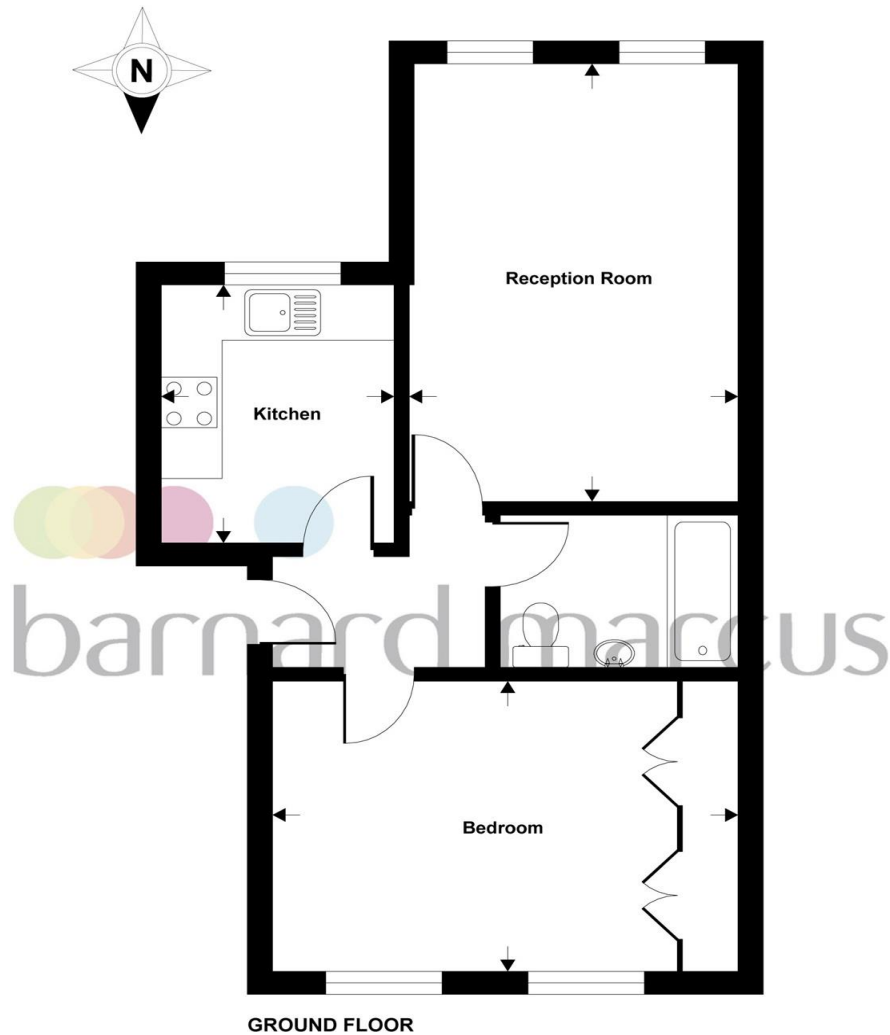 N
Reception Room
Kitchen
barnard marcus
Bedroom
GROUND FLOOR